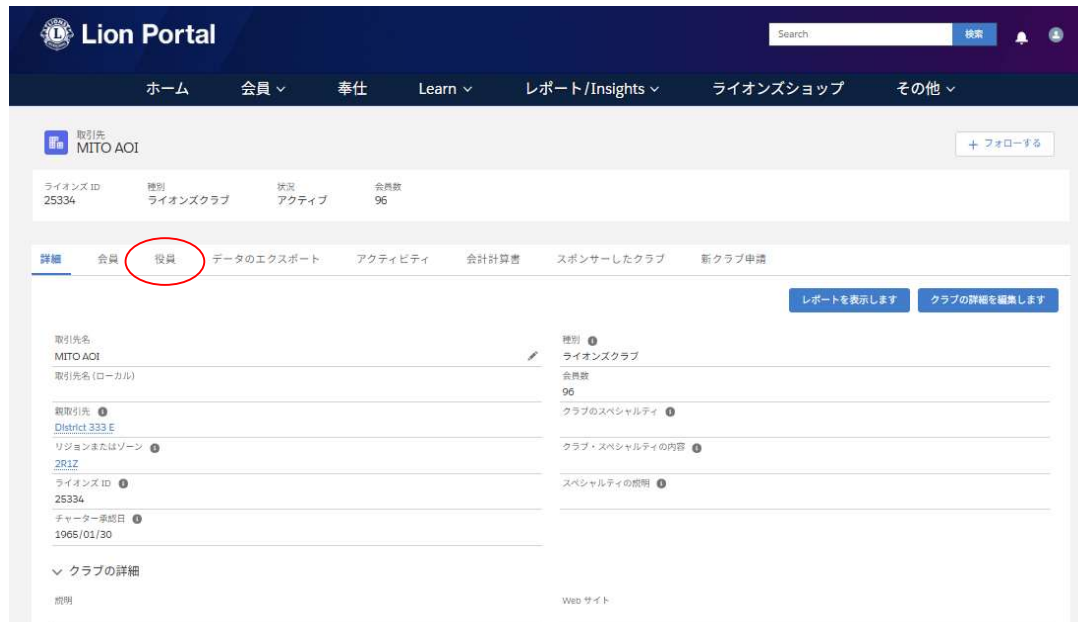 Lion Portal
Search 検索
ホーム 会員 奉仕 Learn レポート/Insights ライオンズショップ その他
取引先
MITO AOI
+ フォローする
ライオンズ ID 種別 状況 会員数
25334 ライオンズクラブ アクティブ 96
詳細 会員 役員 データのエクスポート アクティビティ 会計計算書 スポンサーしたクラブ 新クラブ申請
レポートを表示します クラブの詳細を編集します
取引先名 種別
MITO AOI ライオンズクラブ
取引先名 (ローカル) 会員数
96
親取引先 クラブのスペシャルティ
District 333 E
リジョンまたはゾーン クラブ・スペシャルティの内容
2R1Z
ライオンズ ID スペシャルティの説明
25334
チャーター承認日
1965/01/30
クラブの詳細
説明 Web サイト